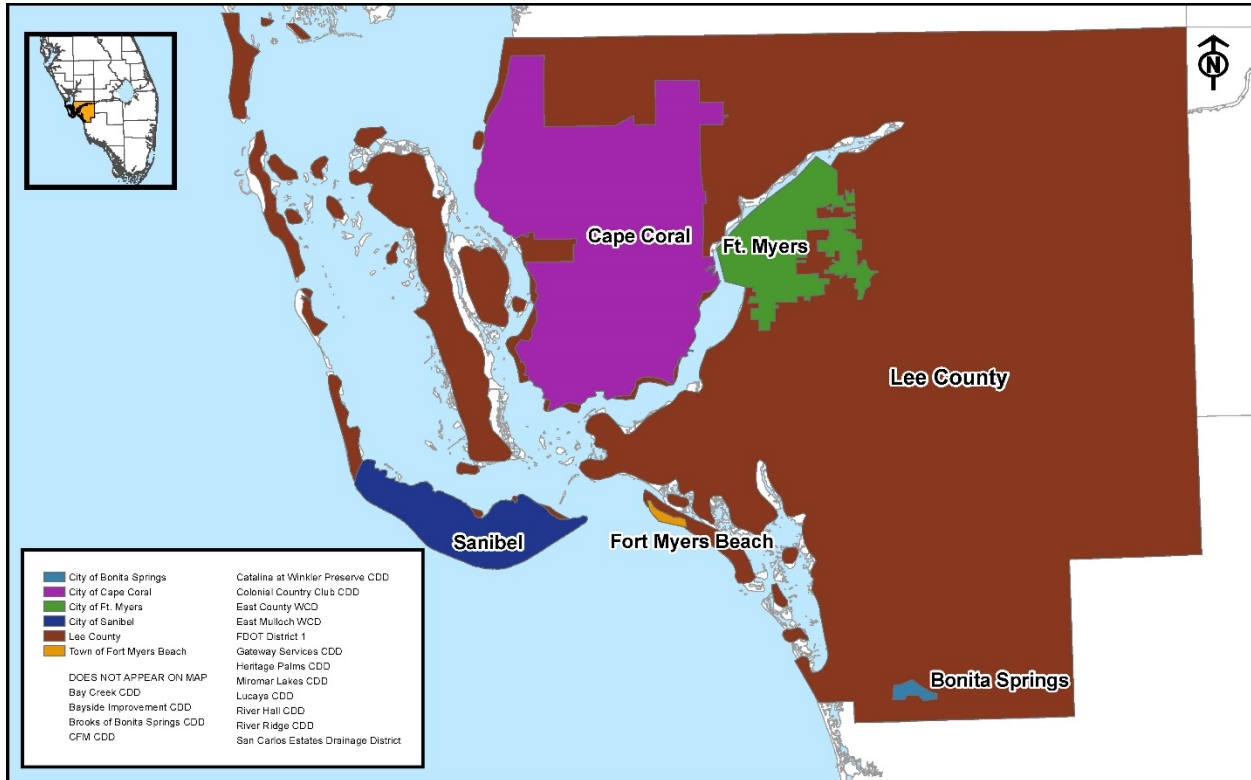 N
Cape Coral
Ft. Myers
Lee County
Sanibel
Fort Myers Beach
Bonita Springs
City of Bonita Springs
City of Cape Coral
City of Ft. Myers
City of Sanibel
Lee County
Town of Fort Myers Beach
DOES NOT APPEAR ON MAP
Bay Creek CDD
Bayside Improvement CDD
Brooks of Bonita Springs CDD
CFM CDD
Catalina at Winkler Preserve CDD
Colonial Country Club CDD
East County WCD
East Mulloch WCD
FDOT District 1
Gateway Services CDD
Heritage Palms CDD
Miromar Lakes CDD
Lucaya CDD
River Hall CDD
River Ridge CDD
San Carlos Estates Drainage District